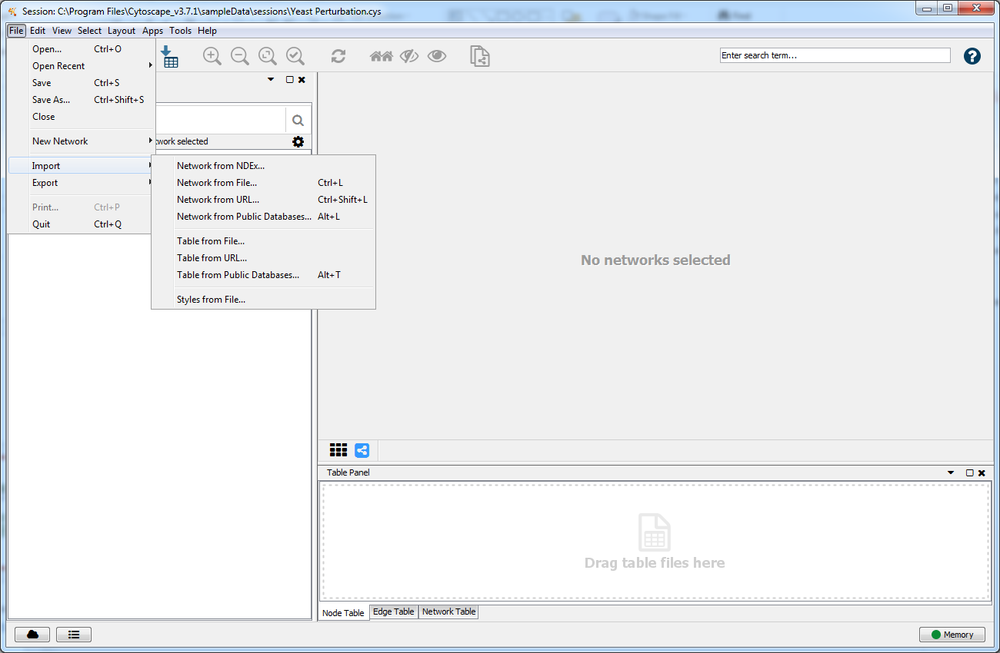 Session: C:\Program Files\Cytoscape_v3.7.1\sampleData\sessions\Yeast Perturbation.cys
File Edit View Select Layout Apps Tools Help
Open... Ctrl+O
Open Recent
Save Ctrl+S
Save As... Ctrl+Shift+S
Close
New Network
Import
Export
Print... Ctrl+P
Quit Ctrl+Q
Enter search term...
?
selected
Network from NDEx...
Network from File... Ctrl+L
Network from URL... Ctrl+Shift+L
Network from Public Databases... Alt+L
Table from File...
Table from URL...
Table from Public Databases... Alt+T
Styles from File...
No networks selected
Table Panel
Drag table files here
Node Table Edge Table Network Table
Memory